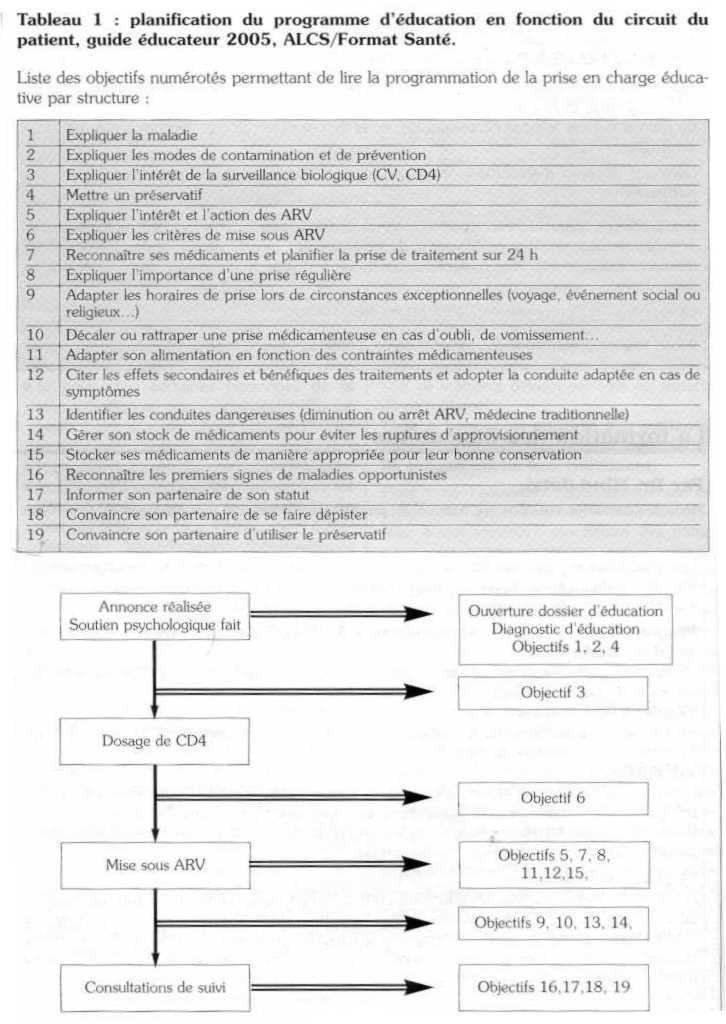 Tableau 1 : planification du programme d'éducation en fonction du circuit du
patient, guide éducateur 2005, ALCS/Format Santé.
Liste des objectifs numérotés permettant de lire la programmation de la prise en charge éduca-
tive par structure :
1 Expliquer la maladie
2 Expliquer les modes de contamination et de prévention
3 Expliquer l'intérêt de la surveillance biologique (CV, CD4)
4 Mettre un préservatif
5 Expliquer l'intérêt et l'action des ARV
6 Expliquer les critères de mise sous ARV
7 Reconnaître ses médicaments et planifier la prise de traitement sur 24 h
8 Expliquer l'importance d'une prise régulière
9 Adapter les horaires de prise lors de circonstances exceptionnelles (voyage, événement social ou
religieux...)
10 Décaler ou rattraper une prise médicamenteuse en cas d'oubli, de vomissement...
11 Adapter son alimentation en fonction des contraintes médicamenteuses
12 Citer les effets secondaires et bénéfiques des traitements et adopter la conduite adaptée en cas de
symptômes
13 Identifier les conduites dangereuses (diminution ou arrêt ARV, médecine traditionnelle)
14 Gérer son stock de médicaments pour éviter les ruptures d'approvisionnement
15 Stocker ses médicaments de manière appropriée pour leur bonne conservation
16 Reconnaître les premiers signes de maladies opportunistes
17 Informer son partenaire de son statut
18 Convaincre son partenaire de se faire dépister
19 Convaincre son partenaire d'utiliser le préservatif
Annonce réalisée
Soutien psychologique fait
Ouverture dossier d'éducation
Diagnostic d'éducation
Objectifs 1, 2, 4
Objectif 3
Dosage de CD4
Objectif 6
Mise sous ARV
Objectifs 5, 7, 8,
11,12,15,
Objectifs 9, 10, 13, 14,
Consultations de suivi
Objectifs 16,17,18, 19